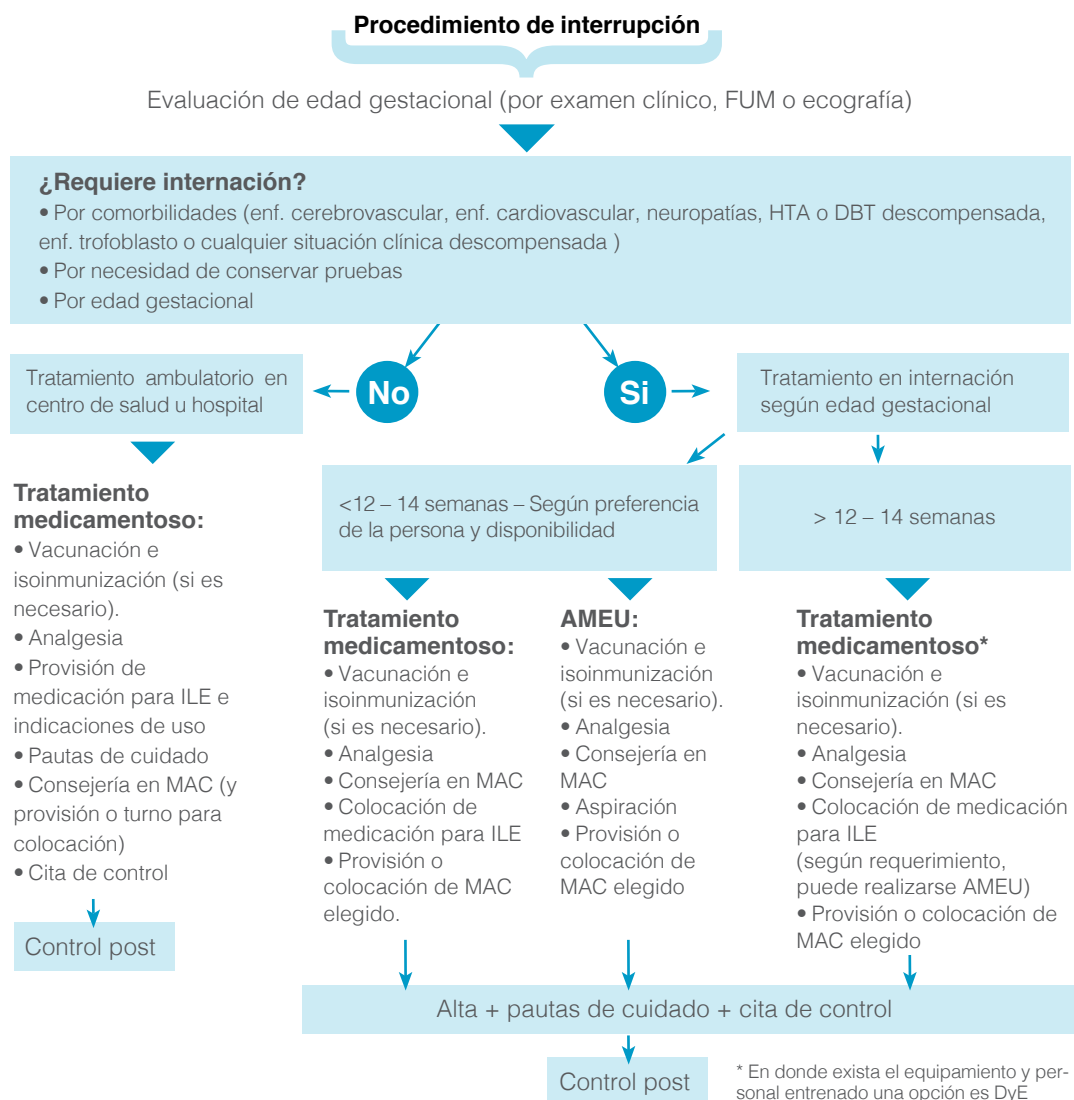 Procedimiento de interrupción
Evaluación de edad gestacional (por examen clínico, FUM o ecografía)
¿Requiere internación?
• Por comorbilidades (enf. cerebrovascular, enf. cardiovascular, neuropatías, HTA o DBT descompensada,
enf. trofoblasto o cualquier situación clínica descompensada )
• Por necesidad de conservar pruebas
• Por edad gestacional
No
Si
Tratamiento ambulatorio en
centro de salud u hospital
Tratamiento en internación
según edad gestacional
Tratamiento
medicamentoso:
• Vacunación e
isoinmunización (si es
necesario).
• Analgesia
• Provisión de
medicación para ILE e
indicaciones de uso
• Pautas de cuidado
• Consejería en MAC (y
provisión o turno para
colocación)
• Cita de control
Control post
<12 – 14 semanas – Según preferencia
de la persona y disponibilidad
> 12 – 14 semanas
Tratamiento
medicamentoso:
• Vacunación e
isoinmunización
(si es necesario).
• Analgesia
• Consejería en MAC
• Colocación de
medicación para ILE
• Provisión o
colocación de MAC
elegido.
AMEU:
• Vacunación e
isoinmunización
(si es necesario).
• Analgesia
• Consejería en
MAC
• Aspiración
• Provisión o
colocación de
MAC elegido
Tratamiento
medicamentoso*
• Vacunación e
isoinmunización (si es
necesario).
• Analgesia
• Consejería en MAC
• Colocación de medicación
para ILE
(según requerimiento,
puede realizarse AMEU)
• Provisión o colocación de
MAC elegido
Alta + pautas de cuidado + cita de control
Control post
* En donde exista el equipamiento y per-
sonal entrenado una opción es DyE